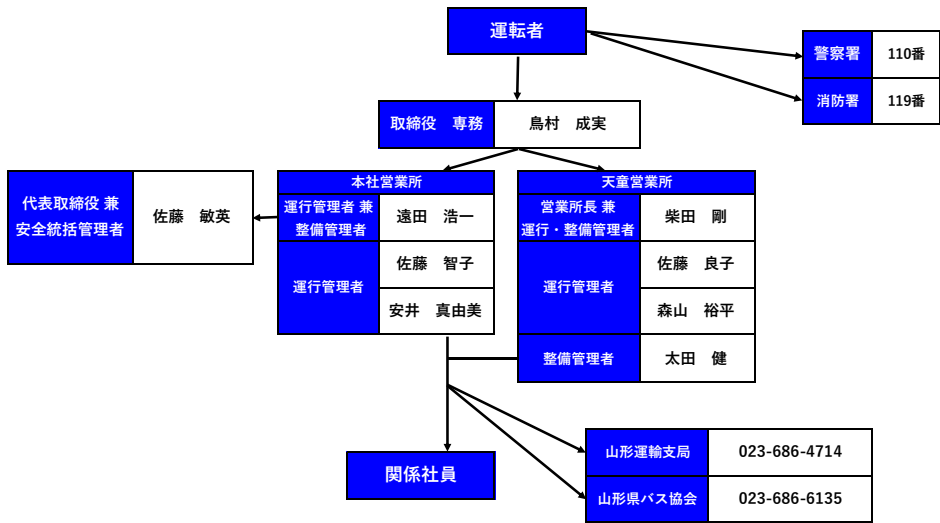 運転者
警察署 110番
消防署 119番
取締役　専務 鳥村　成実
代表取締役 兼
安全統括管理者
佐藤　敏英
本社営業所
運行管理者 兼
整備管理者
遠田　浩一
運行管理者
佐藤　智子
安井　真由美
天童営業所
営業所長 兼
運行・整備管理者
柴田　剛
運行管理者
佐藤　良子
森山　裕平
整備管理者 太田　健
関係社員
山形運輸支局 023-686-4714
山形県バス協会 023-686-6135